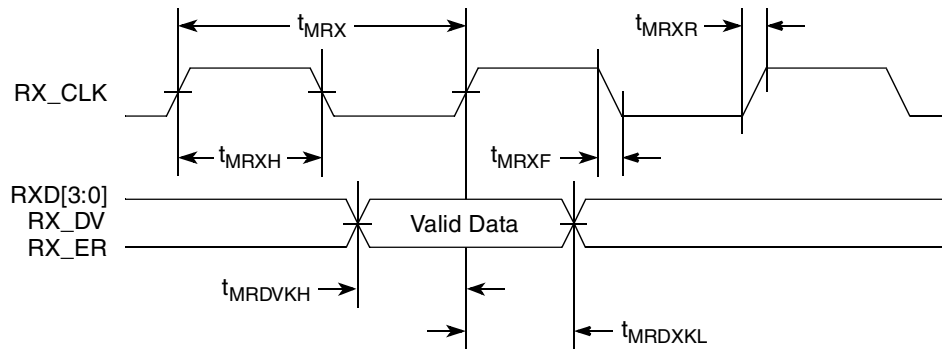 tMRX
tMRXR
RX_CLK
tMRXH
tMRXF
RXD[3:0]
RX_DV
Valid Data
RX_ER
tMRDVKH
tMRDXKL